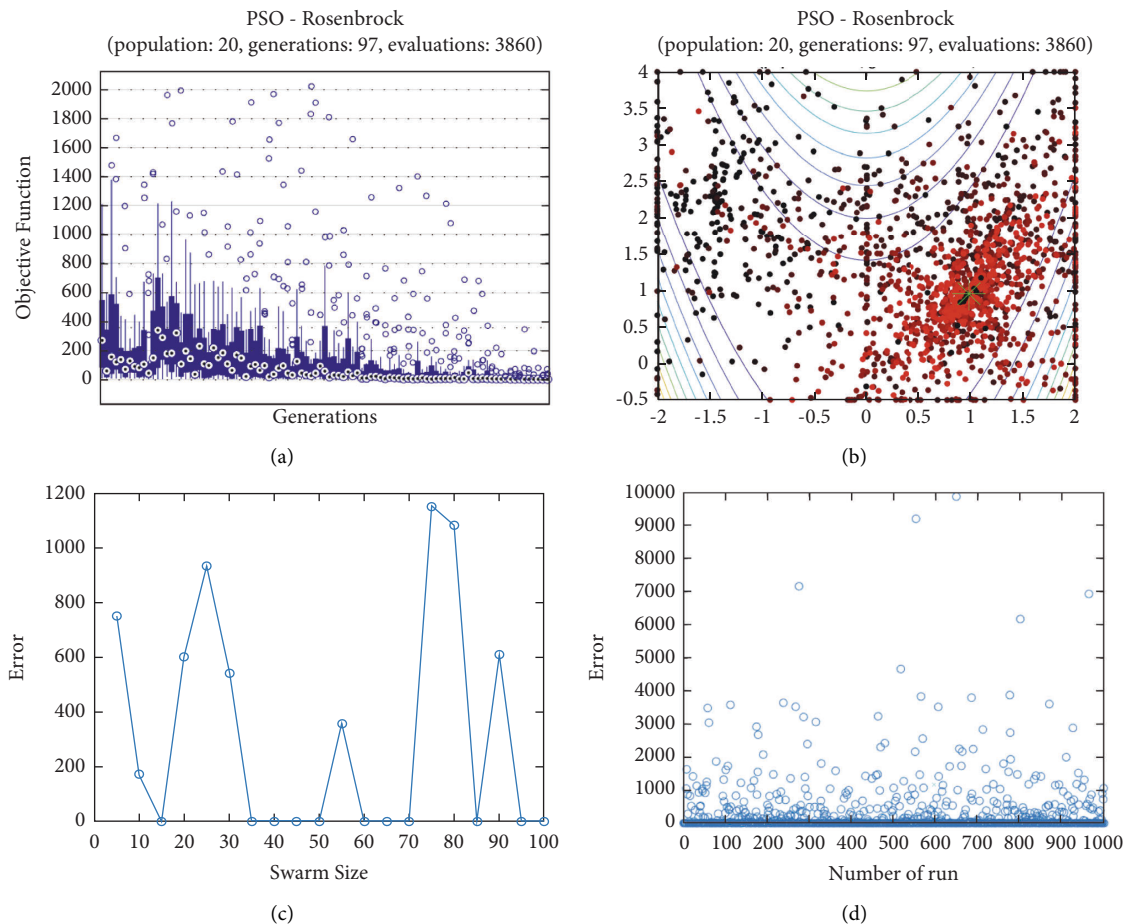 PSO - Rosenbrock
(population: 20, generations: 97, evaluations: 3860)
2000
1800
1600
1400
1200
1000
800
600
400
200
0
Objective Function
Generations
(a)
PSO - Rosenbrock
(population: 20, generations: 97, evaluations: 3860)
4
3.5
3
2.5
2
1.5
1
0.5
0
-0.5
-2 -1.5 -1 -0.5 0 0.5 1 1.5 2
(b)
1200
1000
800
600
400
200
0
Error
0 10 20 30 40 50 60 70 80 90 100
Swarm Size
(c)
10000
9000
8000
7000
6000
5000
4000
3000
2000
1000
0
Error
0 100 200 300 400 500 600 700 800 900 1000
Number of run
(d)